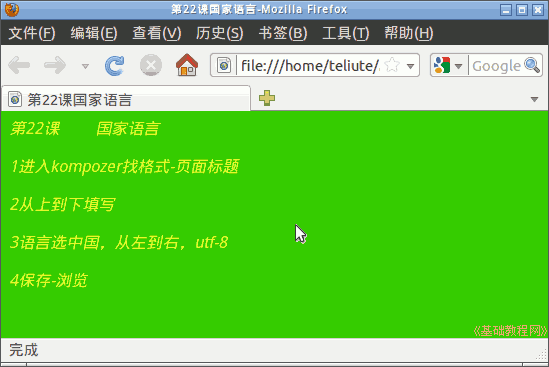 第22课国家语言-Mozilla Firefox
文件(F) 编辑(E) 查看(V) 历史(S) 书签(B) 工具(T) 帮助(H)
file:///home/teliute/ Google
第22课国家语言
第22课 国家语言
1进入kompozer找格式-页面标题
2从上到下填写
3语言选中国，从左到右，utf-8
4保存-浏览
《基础教程网》
完成